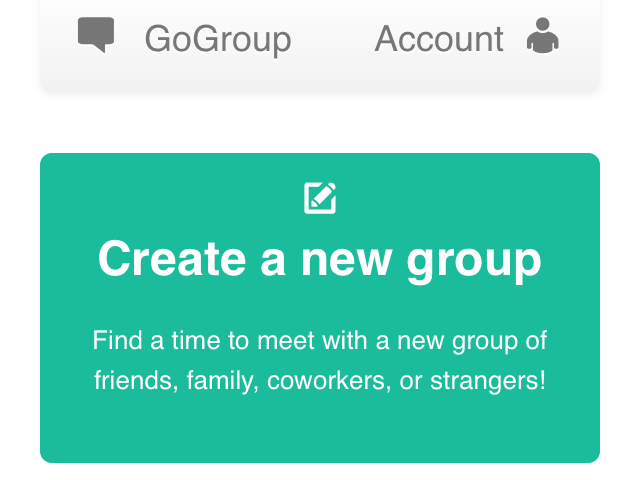 GoGroup Account
Create a new group
Find a time to meet with a new group of
friends, family, coworkers, or strangers!